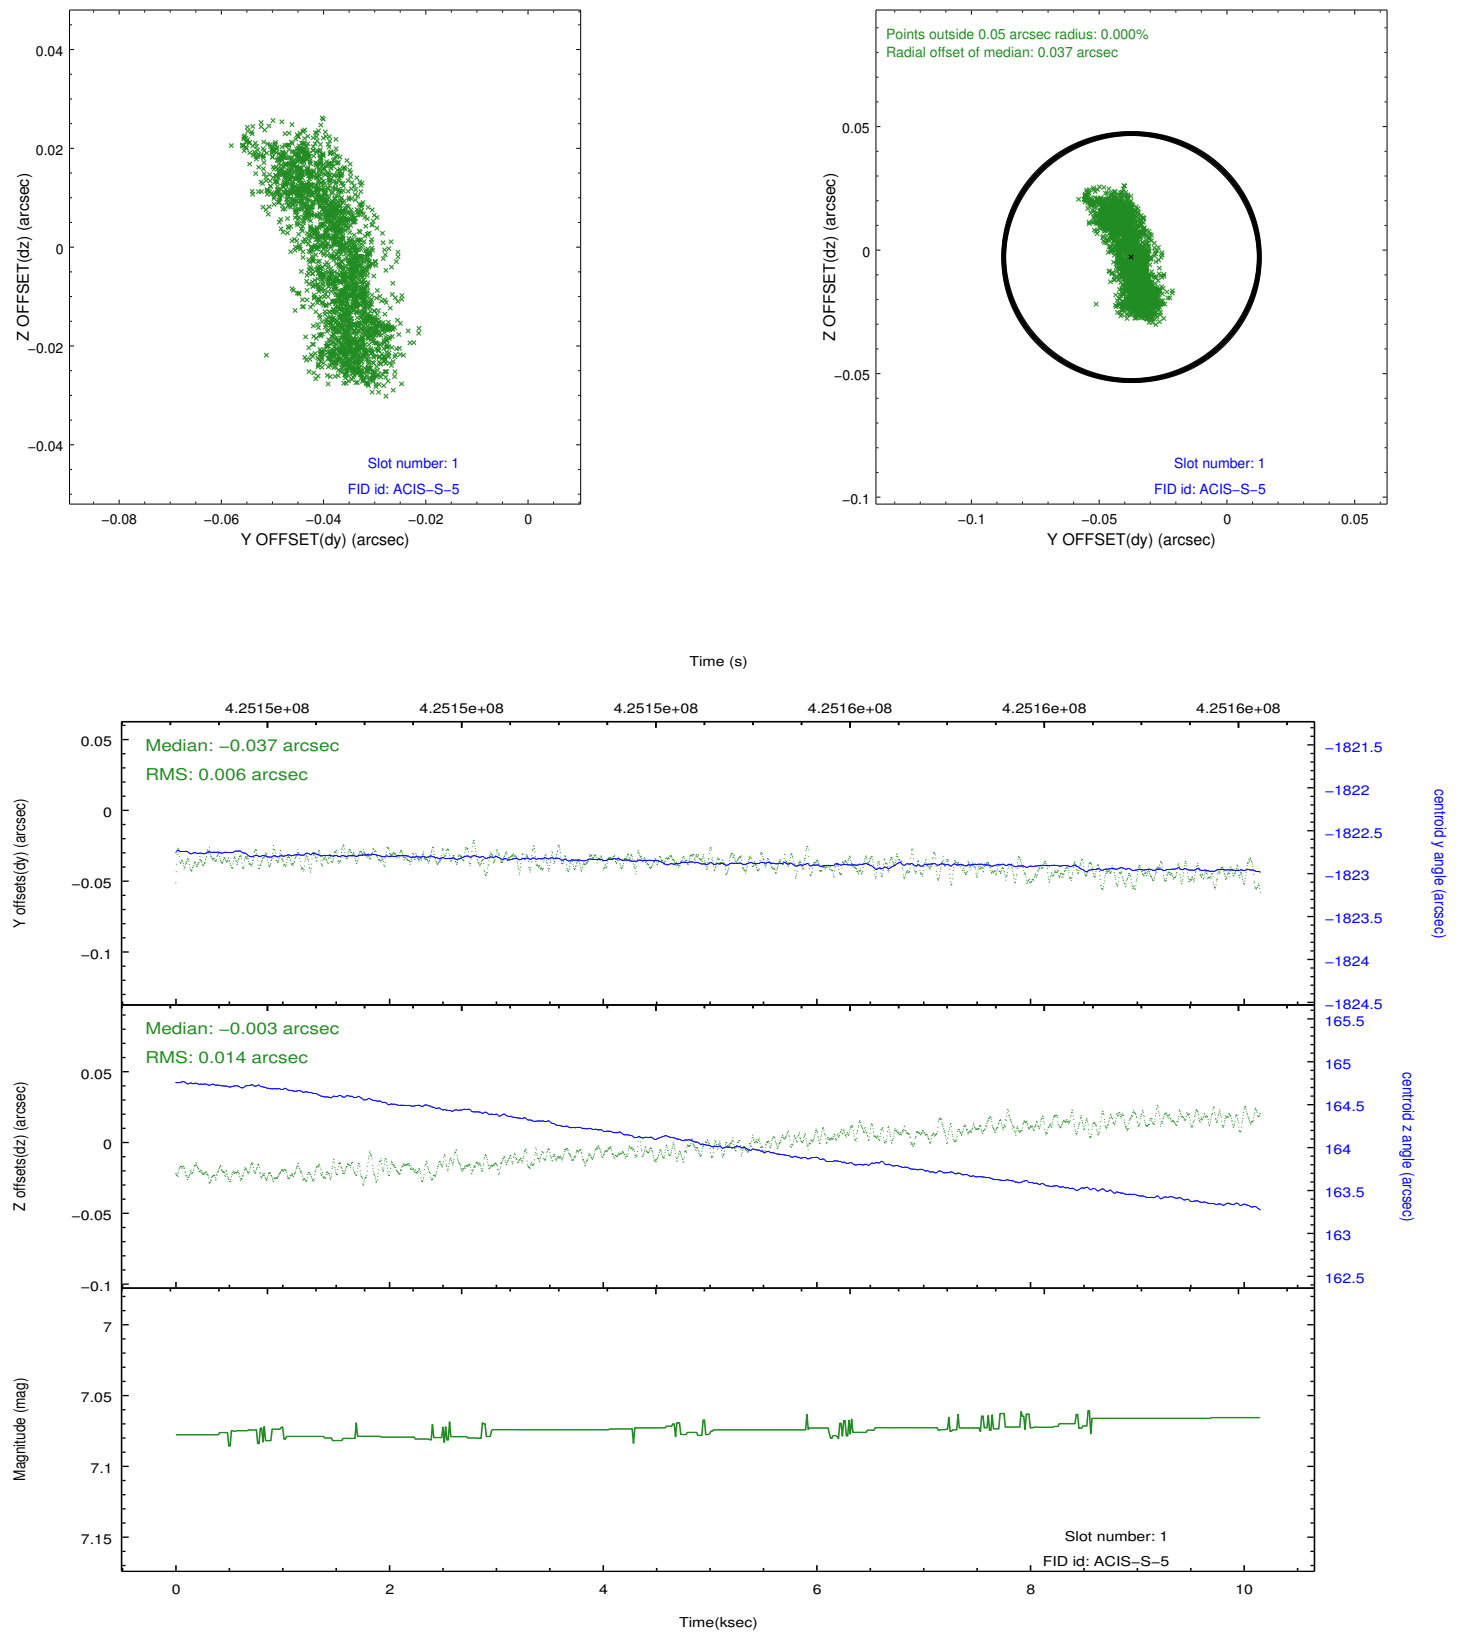 0.04
0.02
0
−0.02
−0.04
Z OFFSET(dz) (arcsec)
Slot number: 1
FID id: ACIS−S−5
−0.08
−0.06
−0.04
−0.02
0
Y OFFSET(dy) (arcsec)
Points outside 0.05 arcsec radius: 0.000%
Radial offset of median: 0.037 arcsec
0.05
0
−0.05
−0.1
Z OFFSET(dz) (arcsec)
Slot number: 1
FID id: ACIS−S−5
−0.1
−0.05
0
0.05
Y OFFSET(dy) (arcsec)
Time (s)
4.2515e+08
4.2515e+08
4.2515e+08
4.2516e+08
4.2516e+08
4.2516e+08
Median: −0.037 arcsec
RMS: 0.006 arcsec
0.05
0
−0.05
−0.1
Y offsets(dy) (arcsec)
−1821.5
−1822
−1822.5
−1823
−1823.5
−1824
−1824.5
centroid y angle (arcsec)
Median: −0.003 arcsec
RMS: 0.014 arcsec
0.05
0
−0.05
−0.1
Z offsets(dz) (arcsec)
165.5
165
164.5
164
163.5
163
162.5
centroid z angle (arcsec)
7
7.05
7.1
7.15
Magnitude (mag)
Slot number: 1
FID id: ACIS−S−5
0
2
4
6
8
10
Time(ksec)